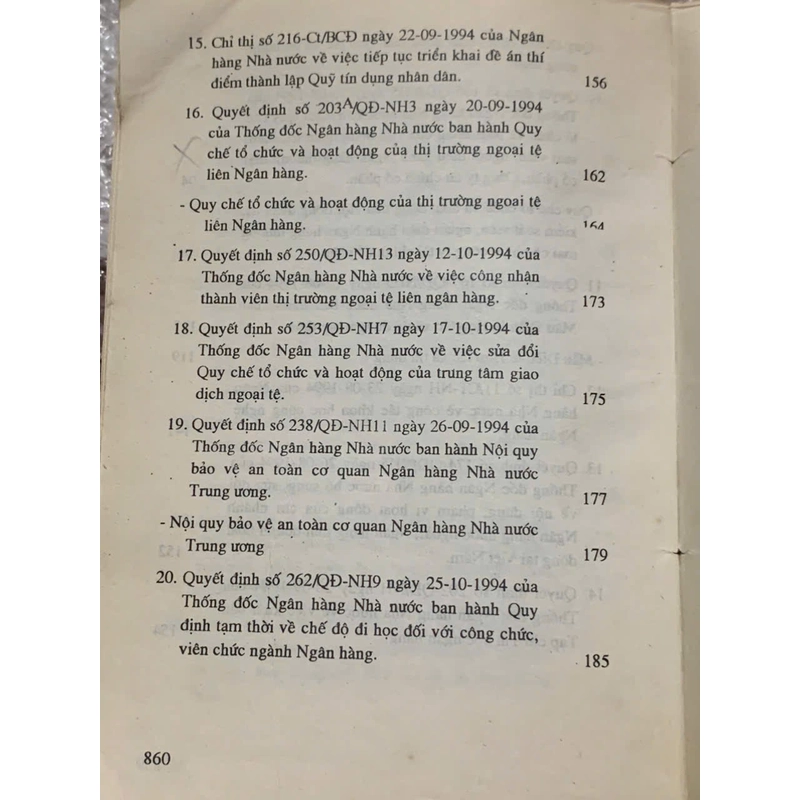 15. Chỉ thị số 216-Ct/BCĐ ngày 22-09-1994 của Ngân
hàng Nhà nước về việc tiếp tục triển khai đề án thí
điểm thành lập Quỹ tín dụng nhân dân. 156
16. Quyết định số 203A/QĐ-NH3 ngày 20-09-1994
của Thống đốc Ngân hàng Nhà nước ban hành Quy
chế tổ chức và hoạt động của thị trường ngoại tệ
liên Ngân hàng. 162
- Quy chế tổ chức và hoạt động của thị trường ngoai tệ
liên Ngân hàng. 164
17. Quyết định số 250/QĐ-NH13 ngày 12-10-1994 của
Thống đốc Ngân hàng Nhà nước về việc công nhận
thành viên thị trường ngoại tệ liên ngân hàng. 173
18. Quyết định số 253/QĐ-NH7 ngày 17-10-1994 của
Thống đốc Ngân hàng Nhà nước về việc sửa đổi
Quy chế tổ chức và hoạt động của trung tâm giao
dịch ngoại tệ. 175
19. Quyết định số 238/QĐ-NH11 ngày 26-09-1994 của
Thống đốc Ngân hàng Nhà nước ban hành Nội quy
bảo vệ an toàn cơ quan Ngân hàng Nhà nước
Trung ương. 177
- Nội quy bảo vệ an toàn cơ quan Ngân hàng Nhà nước
Trung ương 179
20. Quyết định số 262/QĐ-NH9 ngày 25-10-1994 của
Thống đốc Ngân hàng Nhà nước ban hành Quy
định tạm thời về chế độ đi học đối với công chức,
viên chức ngành Ngân hàng. 185
860